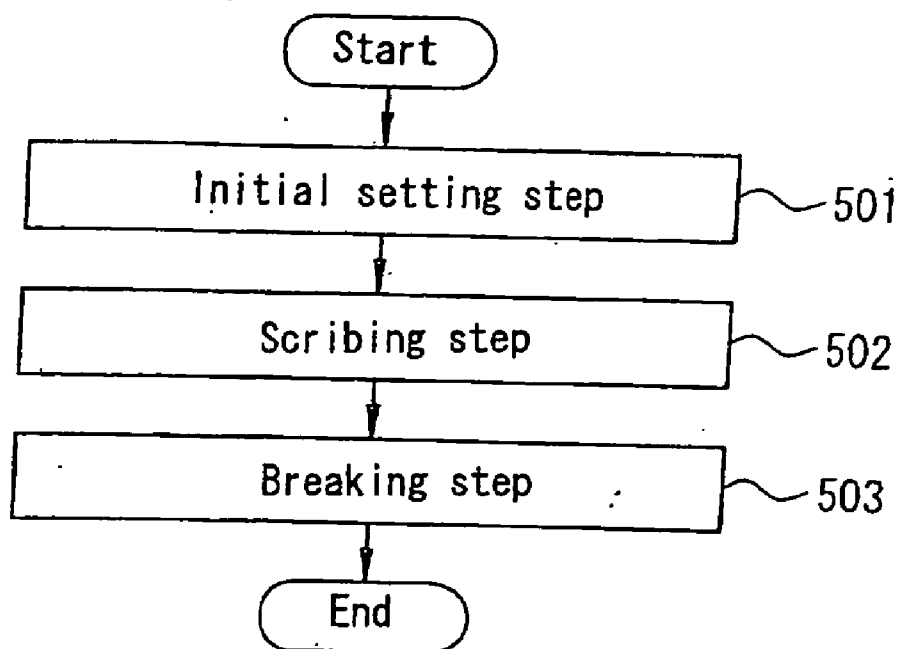 Start
Initial setting step 501
Scribing step 502
Breaking step 503
End